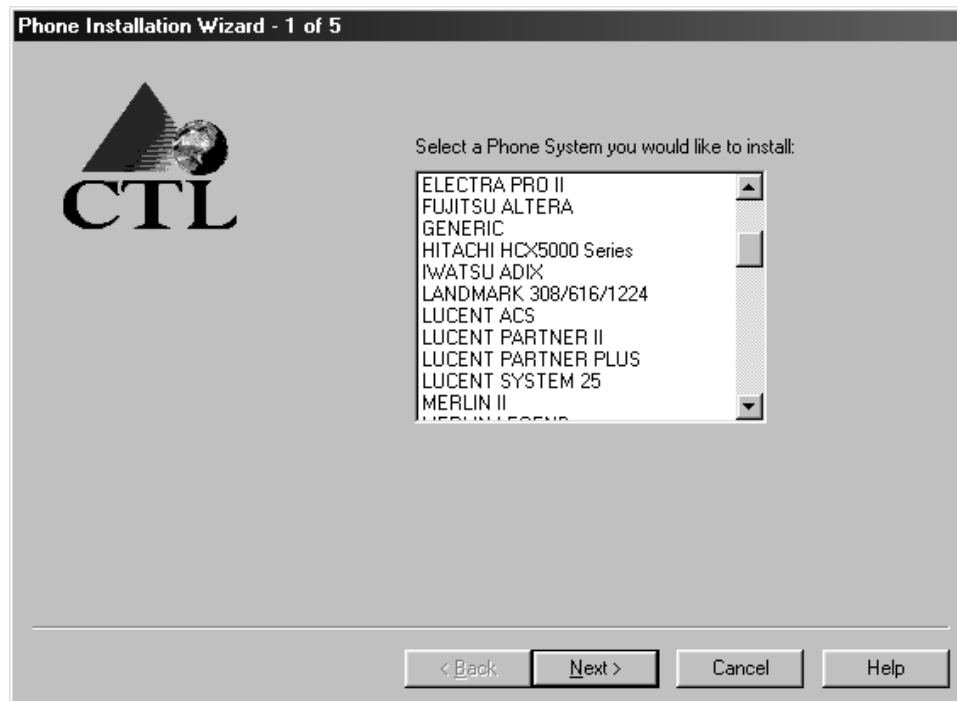 Phone Installation Wizard - 1 of 5
CTL
Select a Phone System you would like to install:
ELECTRA PRO II
FUJITSU ALTERA
GENERIC
HITACHI HCX5000 Series
IWATSU ADIX
LANDMARK 308/616/1224
LUCENT ACS
LUCENT PARTNER II
LUCENT PARTNER PLUS
LUCENT SYSTEM 25
MERLIN II
< Back Next > Cancel Help